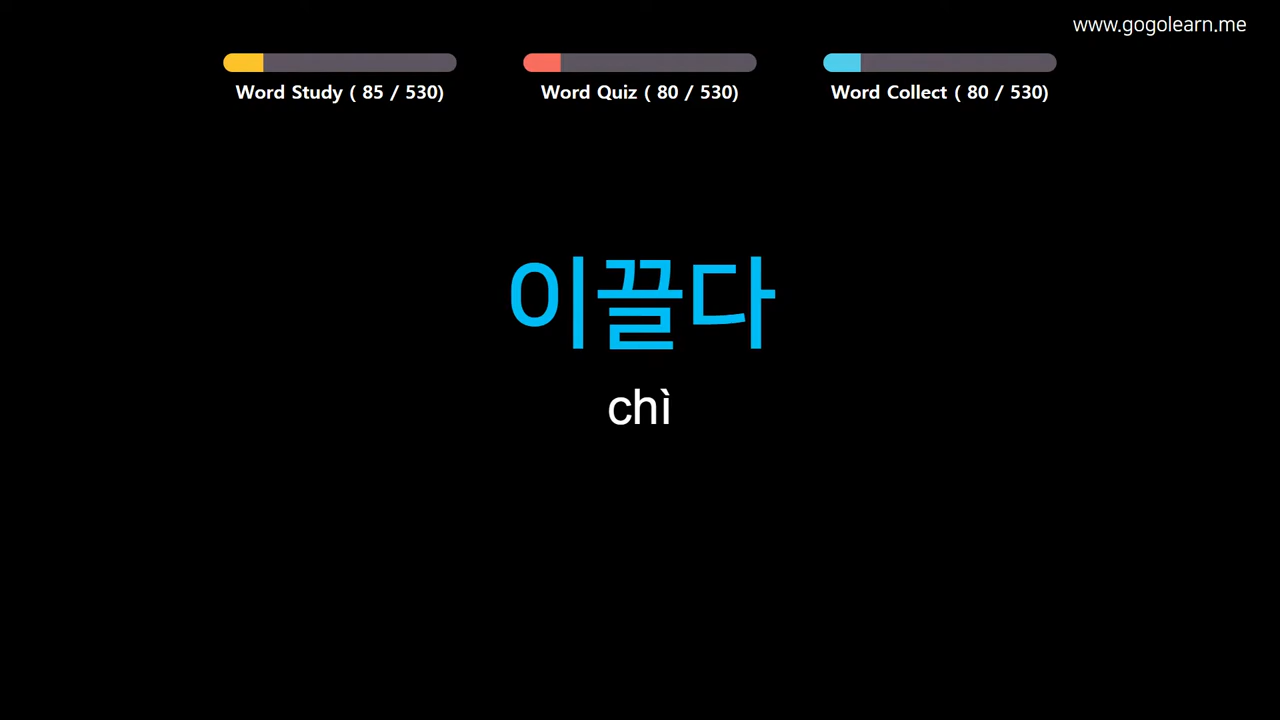 www.gogolearn.me
Word Study ( 85 / 530)
Word Quiz ( 80 / 530)
Word Collect ( 80 / 530)
이끌다
chì